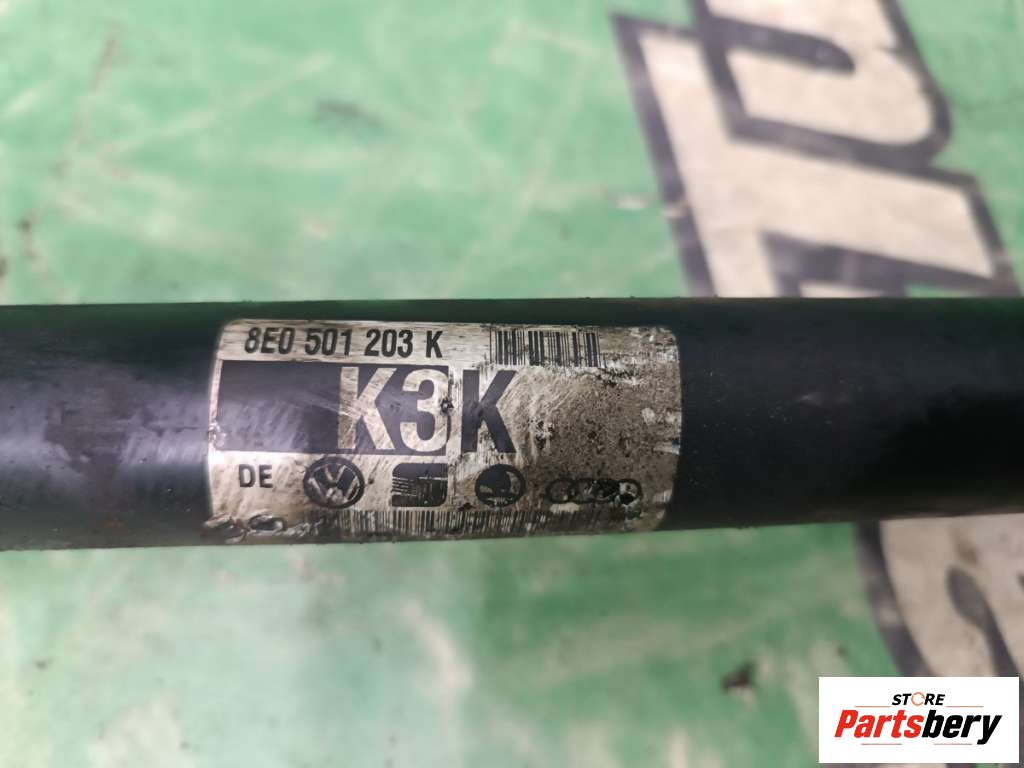 8E0 501 203 K
K3K
DE
STORE
Partsbery